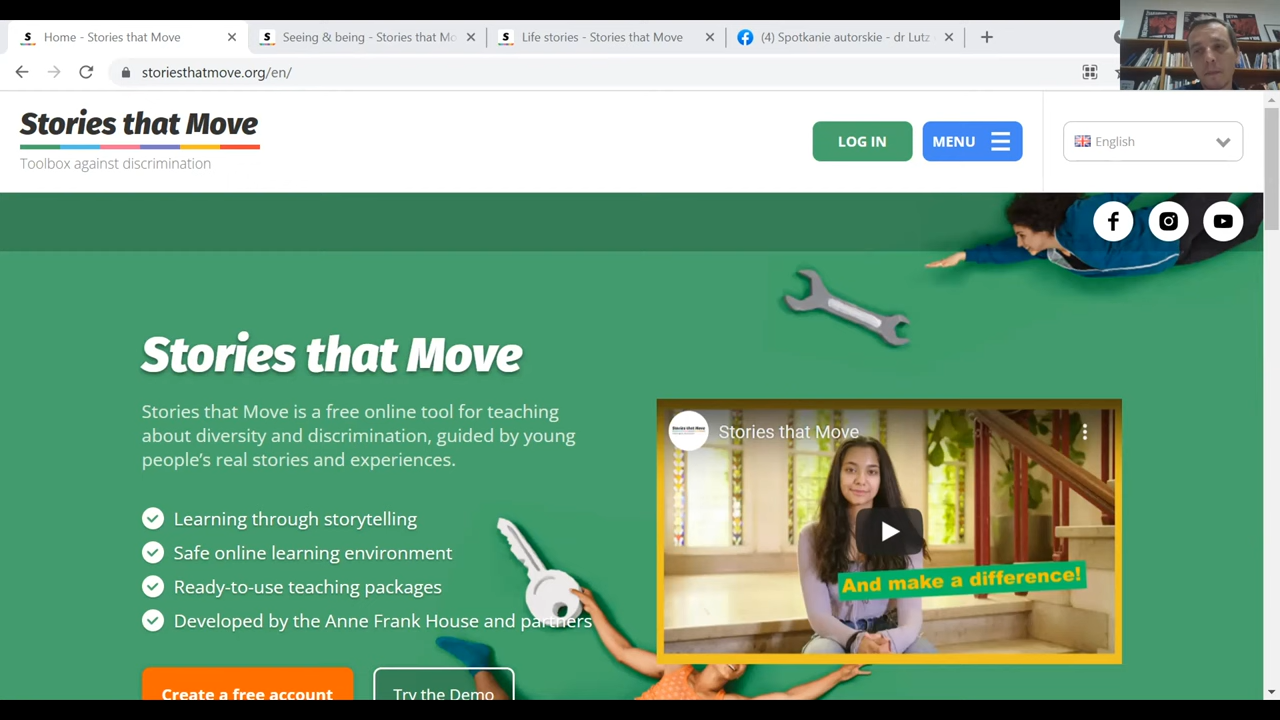 Home - Stories that Move
Seeing & being - Stories that Mo
Life stories - Stories that Move
(4) Spotkanie autorskie - dr Lutz
storiesthatmove.org/en/
Stories that Move
Toolbox against discrimination
LOG IN
MENU
English
Stories that Move
Stories that Move is a free online tool for teaching
about diversity and discrimination, guided by young
people's real stories and experiences.
Learning through storytelling
Safe online learning environment
Ready-to-use teaching packages
Developed by the Anne Frank House and partners
Create a free account
Try the Demo
Stories that Move
And make a difference!